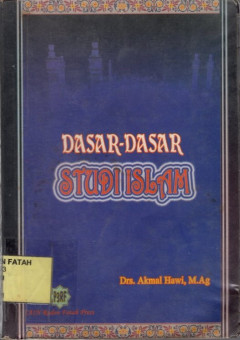 DASAR-DASAR
STUDI ISLAM
Drs. Akmal Hawi, M.Ag
N FATAH